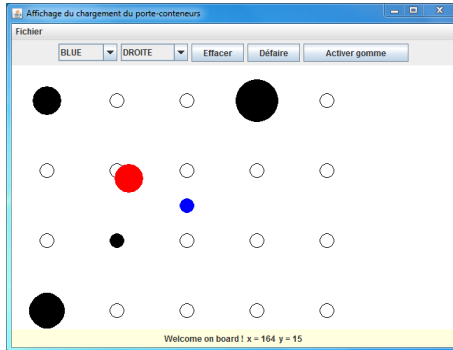 Affichage du chargement du porte-conteneurs
Fichier
BLUE DROITE Effacer Défaire Activer gomme
Welcome on board ! x = 164 y = 15